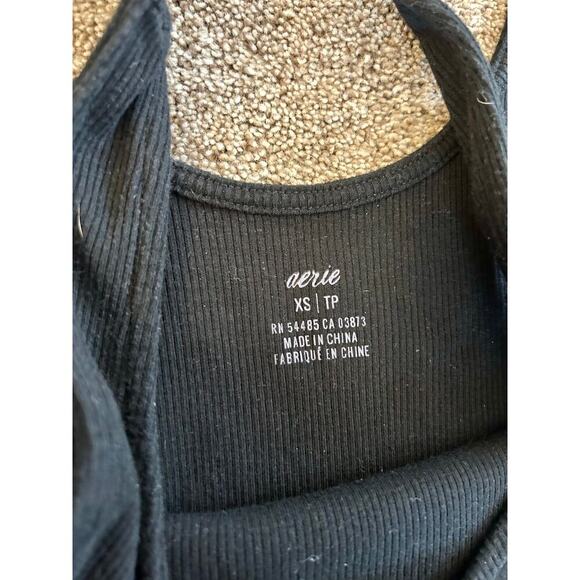 aerie
XS | TP
RN 54485 CA 03873
MADE IN CHINA
FABRIQUÉ EN CHINE